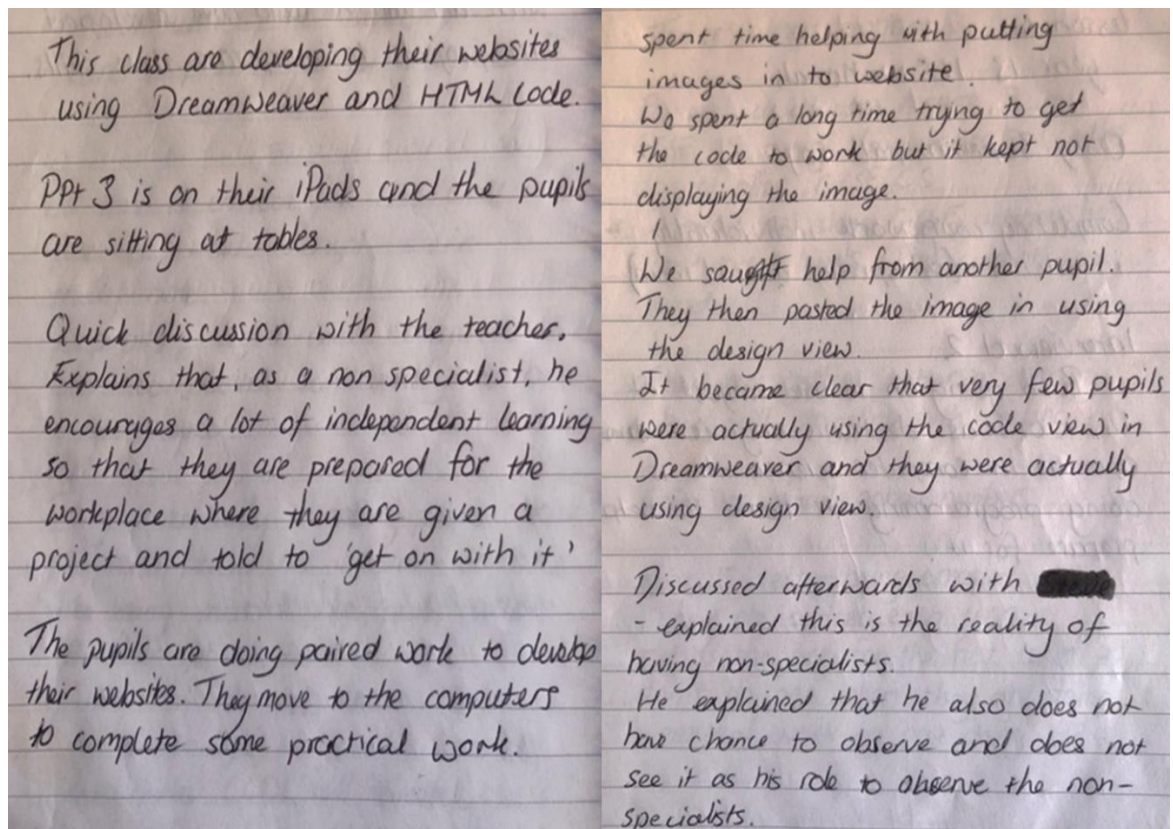 This class are developing their websites
using Dreamweaver and HTML code.
PPt 3 is on their iPads and the pupils
are sitting at tables.
Quick discussion with the teacher.
Explains that, as a non specialist, he
encourages a lot of independent learning
so that they are prepared for the
workplace where they are given a
project and told to 'get on with it'
The pupils are doing paired work to develop
their websites. They move to the computers
to complete some practical work.
spent time helping with putting
images in to website.
We spent a long time trying to get
the code to work but it kept not
displaying the image.
We saught help from another pupil.
They then pasted the image in using
the design view.
It became clear that very few pupils
were actually using the code view in
Dreamweaver and they were actually
using design view.
Discussed afterwards with
- explained this is the reality of
having non-specialists.
He explained that he also does not
have chance to observe and does not
see it as his role to observe the non-
specialists.